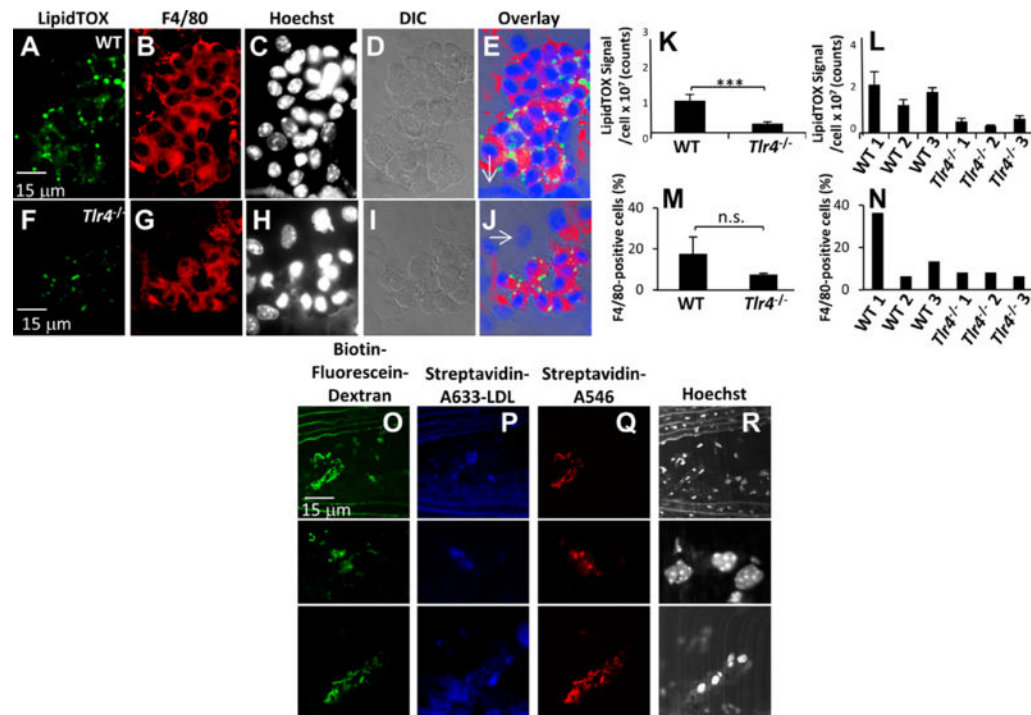 LipidTOX F4/80 Hoechst DIC Overlay
A WT B C D E
15 μm
F Tlr4-/- G H I J
15 μm
K
LipidTOX Signal
/cell x 10⁷ (counts)
3
2
1
0
***
WT Tlr4-/-
L
LipidTOX Signal
/cell x 10⁷ (counts)
4
2
0
WT 1 WT 2 WT 3 Tlr4-/- 1 Tlr4-/- 2 Tlr4-/- 3
M
F4/80-positive cells (%)
40
20
0
n.s.
WT Tlr4-/-
N
F4/80-positive cells (%)
40
20
0
WT 1 WT 2 WT 3 Tlr4-/- 1 Tlr4-/- 2 Tlr4-/- 3
Biotin-
Fluorescein-
Dextran
Streptavidin-
A633-LDL
Streptavidin-
A546
Hoechst
O P Q R
15 μm